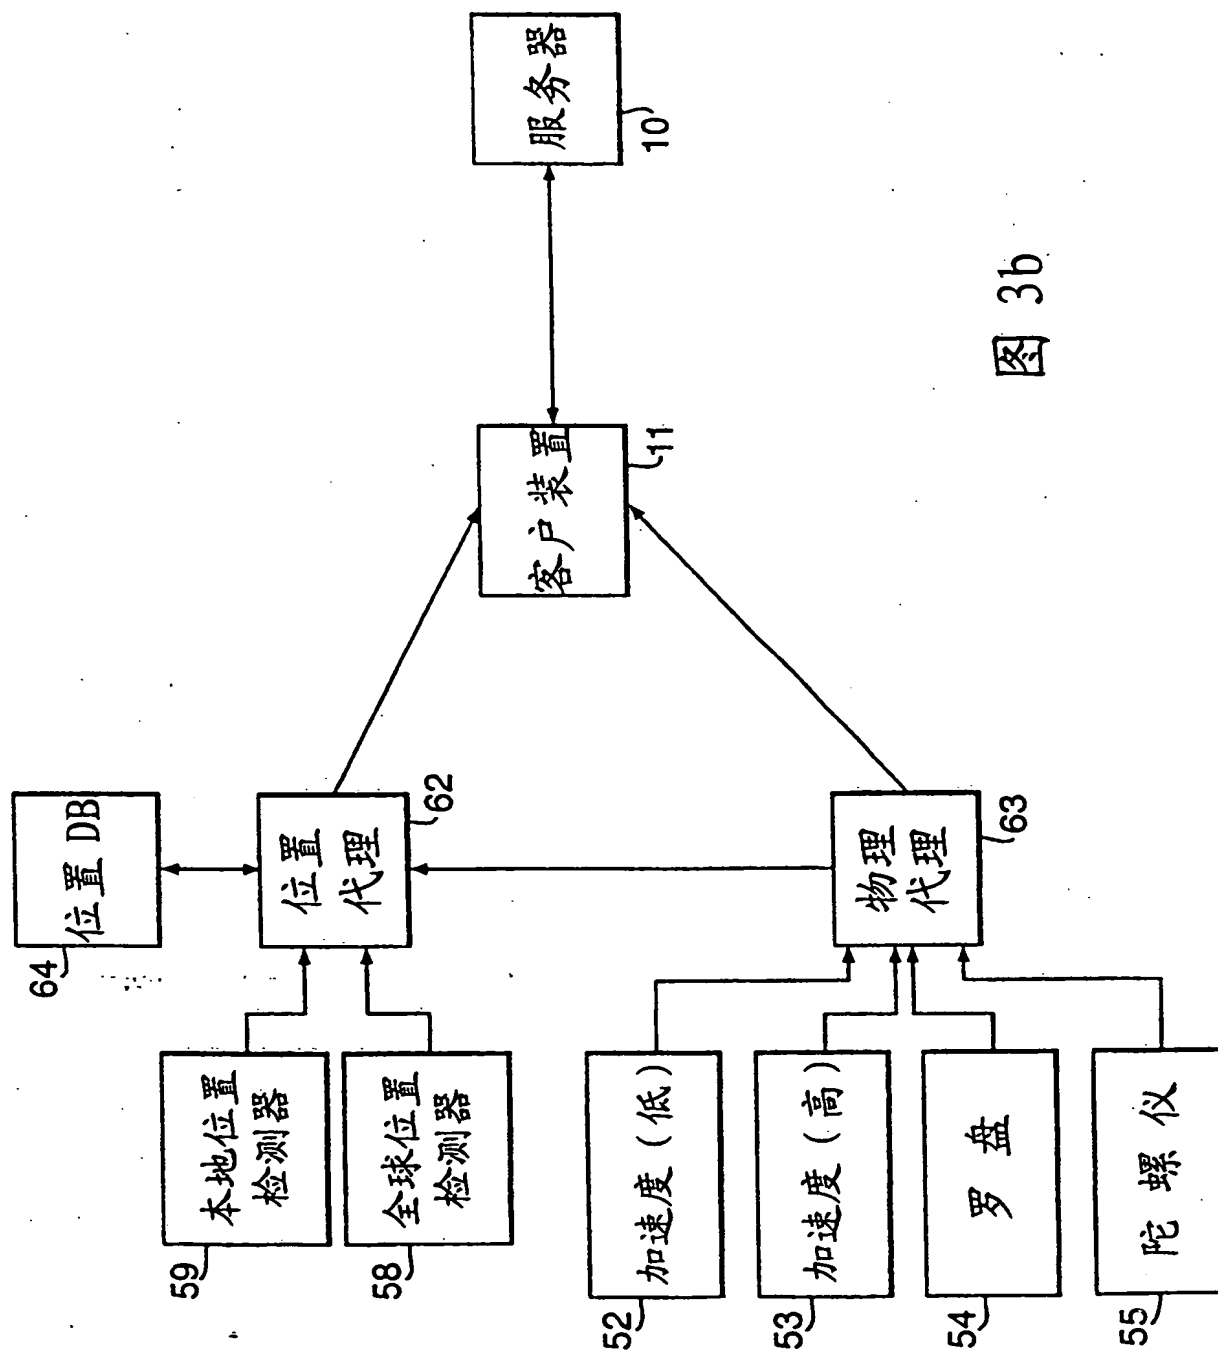 本地位置
检测器
59
全球位置
检测器
58
加速度(低)
52
加速度(高)
53
罗盘
54
陀螺仪
55
位置DB
64
位置
代理
62
物理
代理
63
客户装置
11
服务器
10
图 3b